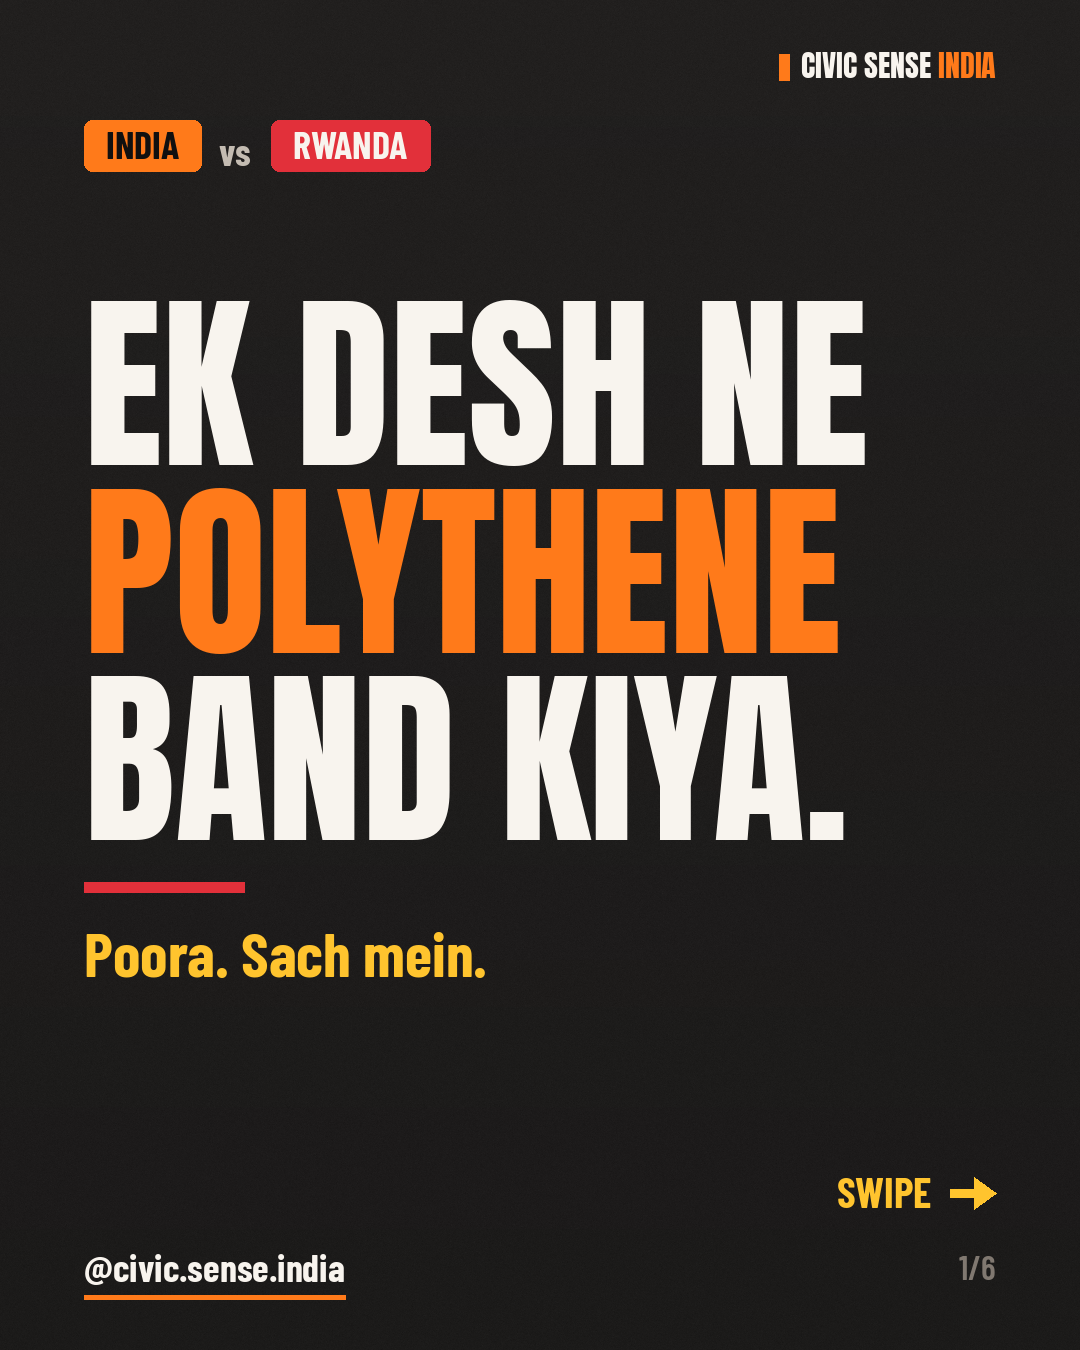 CIVIC SENSE INDIA
INDIA vs RWANDA
EK DESH NE
POLYTHENE
BAND KIYA.
Poora. Sach mein.
SWIPE
@civic.sense.india
1/6